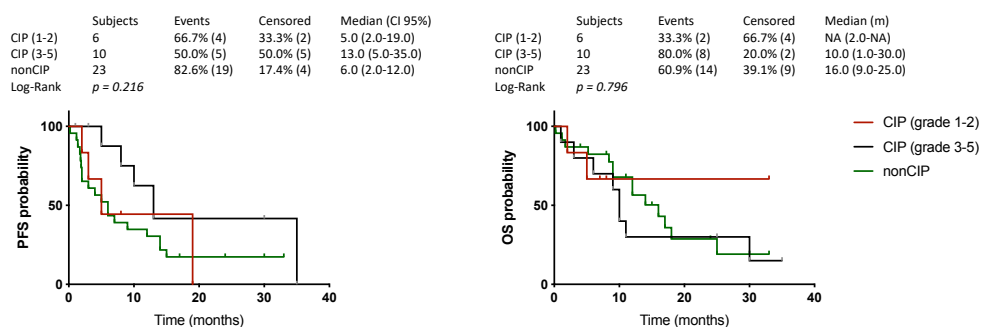 Subjects Events Censored Median (CI 95%)
CIP (1-2) 6 66.7% (4) 33.3% (2) 5.0 (2.0-19.0)
CIP (3-5) 10 50.0% (5) 50.0% (5) 13.0 (5.0-35.0)
nonCIP 23 82.6% (19) 17.4% (4) 6.0 (2.0-12.0)
Log-Rank p = 0.216
PFS probability
100
50
0
0 10 20 30 40
Time (months)
Subjects Events Censored Median (m)
CIP (1-2) 6 33.3% (2) 66.7% (4) NA (2.0-NA)
CIP (3-5) 10 80.0% (8) 20.0% (2) 10.0 (1.0-30.0)
nonCIP 23 60.9% (14) 39.1% (9) 16.0 (9.0-25.0)
Log-Rank p = 0.796
OS probability
100
50
0
0 10 20 30 40
Time (months)
CIP (grade 1-2)
CIP (grade 3-5)
nonCIP